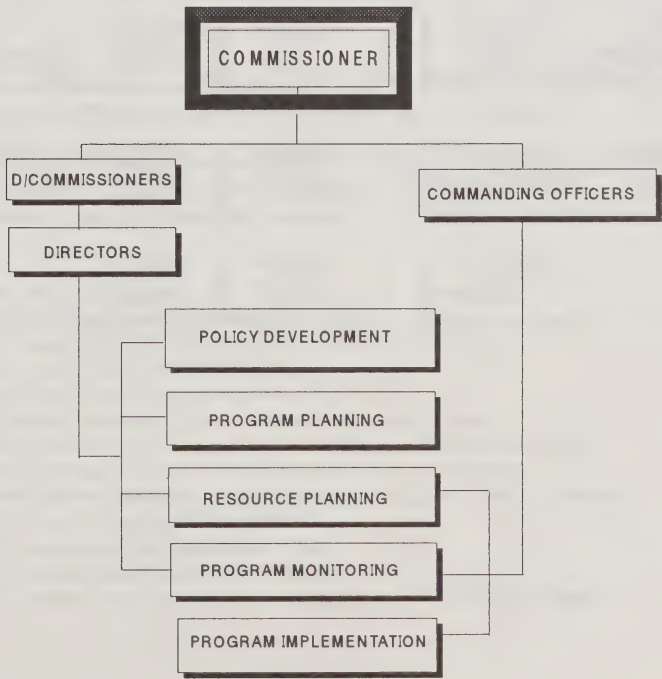 COMMISSIONER
D/COMMISSIONERS
COMMANDING OFFICERS
DIRECTORS
POLICY DEVELOPMENT
PROGRAM PLANNING
RESOURCE PLANNING
PROGRAM MONITORING
PROGRAM IMPLEMENTATION